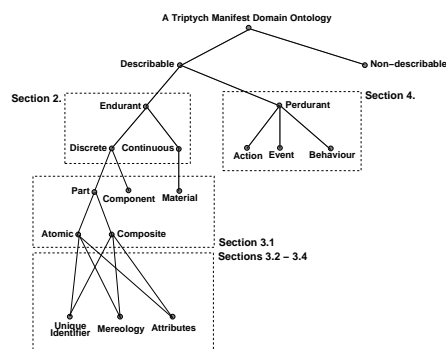 A Triptych Manifest Domain Ontology
Describable
Non-describable
Section 2.
Endurant
Perdurant
Section 4.
Discrete
Continuous
Action
Event
Behaviour
Part
Component
Material
Atomic
Composite
Section 3.1
Sections 3.2 – 3.4
Unique
Identifier
Mereology
Attributes